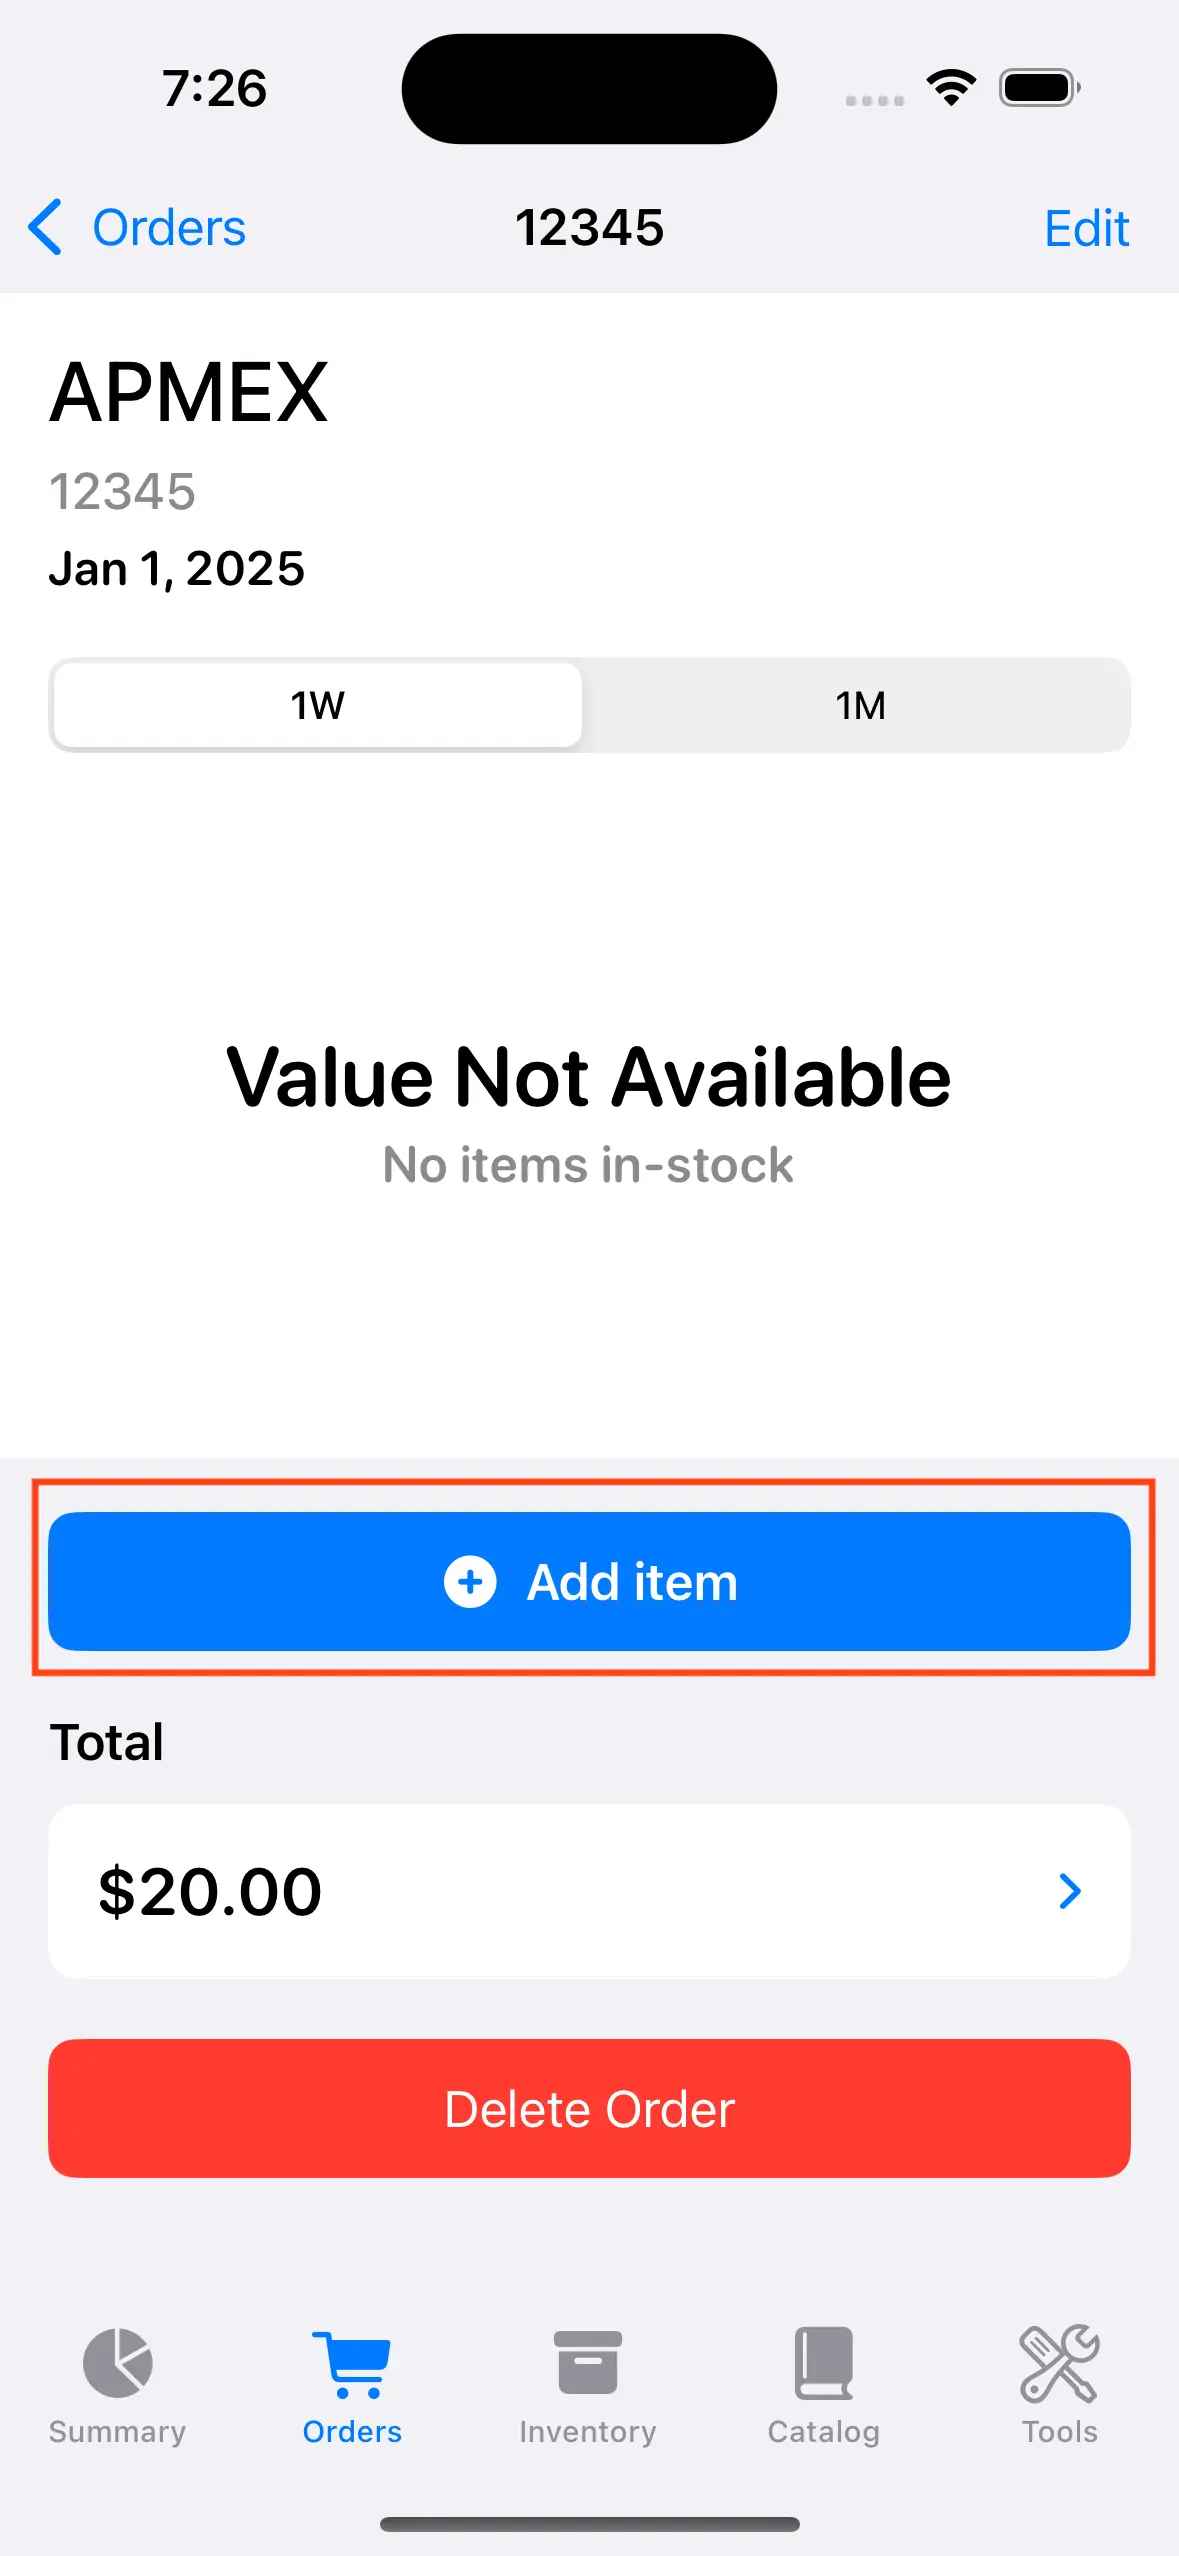 7:26
Orders
12345
Edit
APMEX
12345
Jan 1, 2025
1W
1M
Value Not Available
No items in-stock
Add item
Total
$20.00
Delete Order
Summary
Orders
Inventory
Catalog
Tools